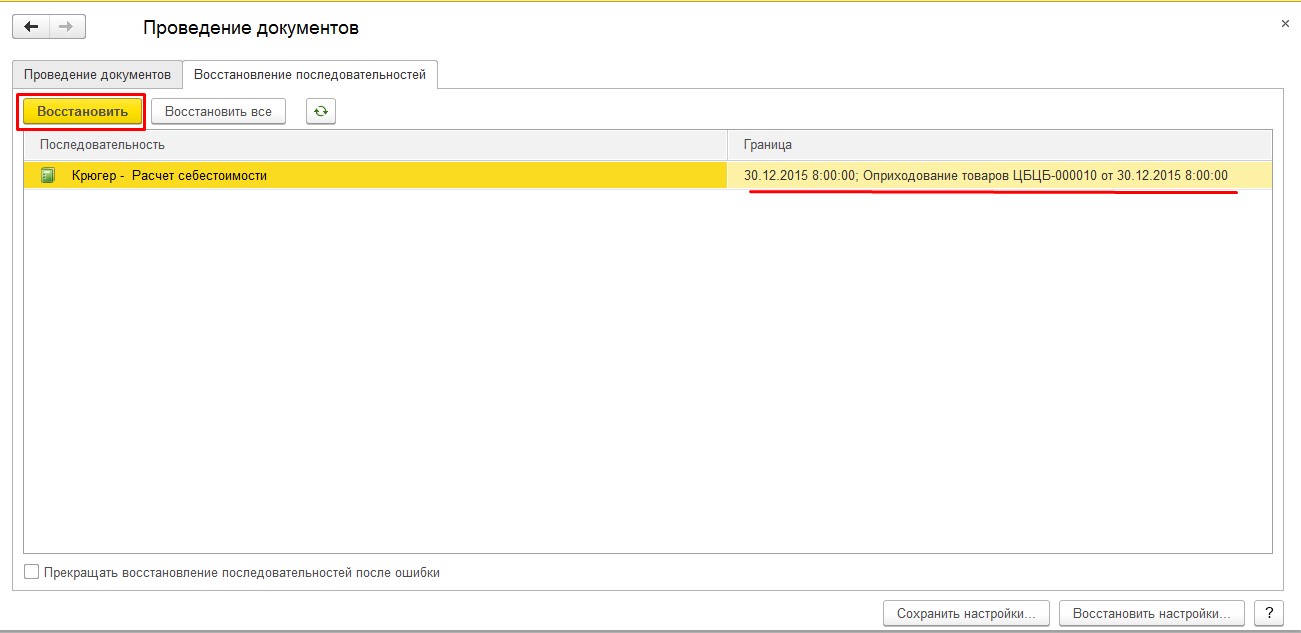 Проведение документов
Проведение документов Восстановление последовательностей
Восстановить Восстановить все
Последовательность Граница
Крюгер - Расчет себестоимости 30.12.2015 8:00:00; Оприходование товаров ЦБЦБ-000010 от 30.12.2015 8:00:00
Прекращать восстановление последовательностей после ошибки
Сохранить настройки... Восстановить настройки... ?